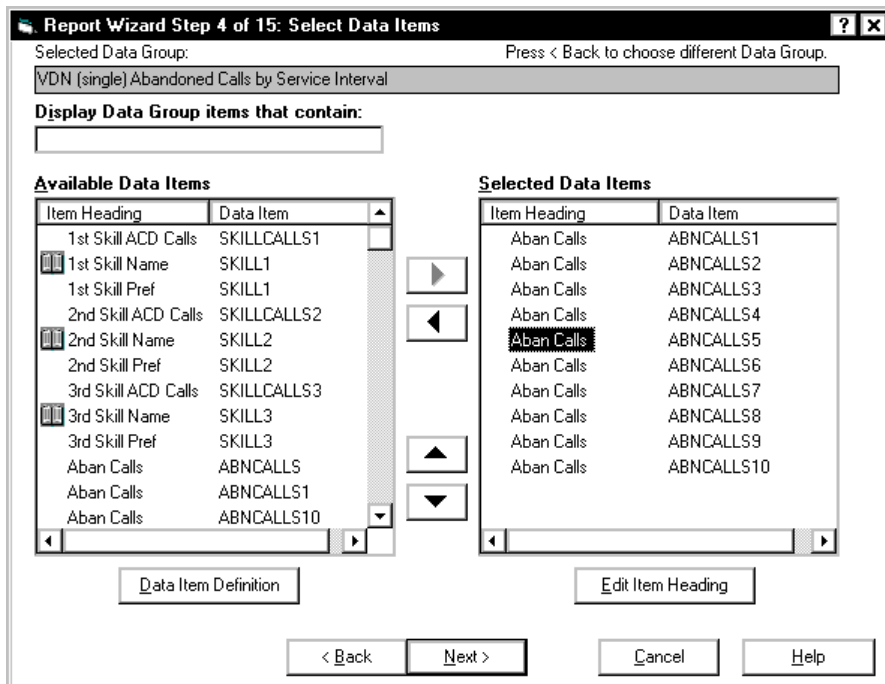 Report Wizard Step 4 of 15: Select Data Items
Selected Data Group: Press < Back to choose different Data Group.
VDN (single) Abandoned Calls by Service Interval
Display Data Group items that contain:
Available Data Items
Item Heading Data Item
1st Skill ACD Calls SKILLCALLS1
1st Skill Name SKILL1
1st Skill Pref SKILL1
2nd Skill ACD Calls SKILLCALLS2
2nd Skill Name SKILL2
2nd Skill Pref SKILL2
3rd Skill ACD Calls SKILLCALLS3
3rd Skill Name SKILL3
3rd Skill Pref SKILL3
Aban Calls ABNCALLS
Aban Calls ABNCALLS1
Aban Calls ABNCALLS10
Data Item Definition
Selected Data Items
Item Heading Data Item
Aban Calls ABNCALLS1
Aban Calls ABNCALLS2
Aban Calls ABNCALLS3
Aban Calls ABNCALLS4
Aban Calls ABNCALLS5
Aban Calls ABNCALLS6
Aban Calls ABNCALLS7
Aban Calls ABNCALLS8
Aban Calls ABNCALLS9
Aban Calls ABNCALLS10
Edit Item Heading
< Back Next > Cancel Help